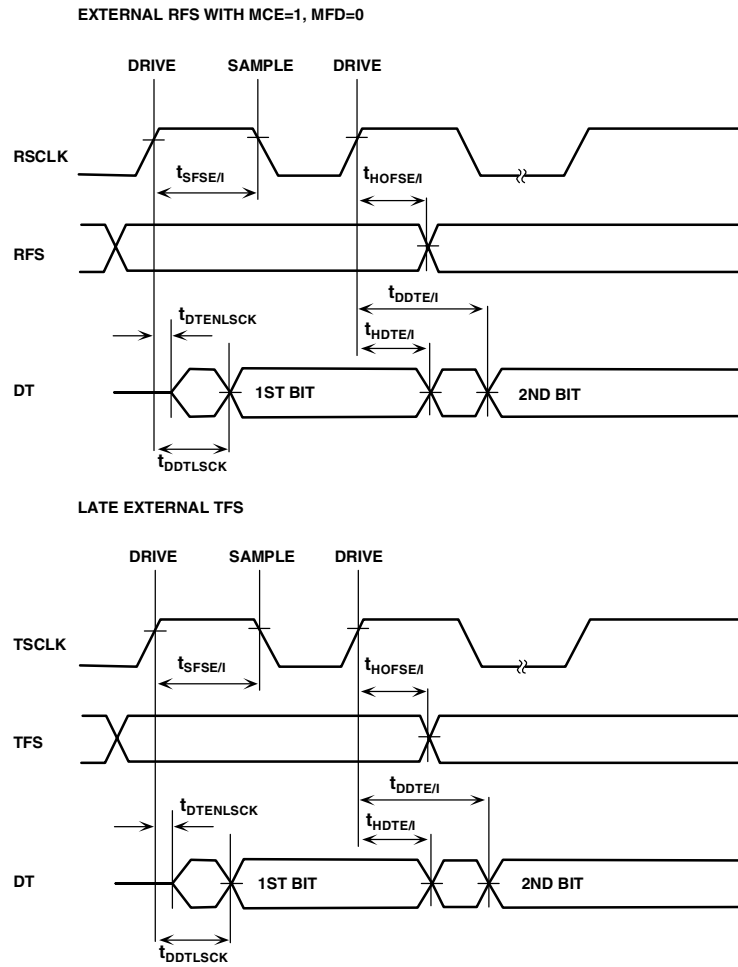 EXTERNAL RFS WITH MCE=1, MFD=0
DRIVE SAMPLE DRIVE
RSCLK
tSFSE/I
tHOFSE/I
RFS
tDDTE/I
tDTENLSCK
tHDTE/I
DT
1ST BIT
2ND BIT
tDDTLSCK
LATE EXTERNAL TFS
DRIVE SAMPLE DRIVE
TSCLK
tSFSE/I
tHOFSE/I
TFS
tDDTE/I
tDTENLSCK
tHDTE/I
DT
1ST BIT
2ND BIT
tDDTLSCK